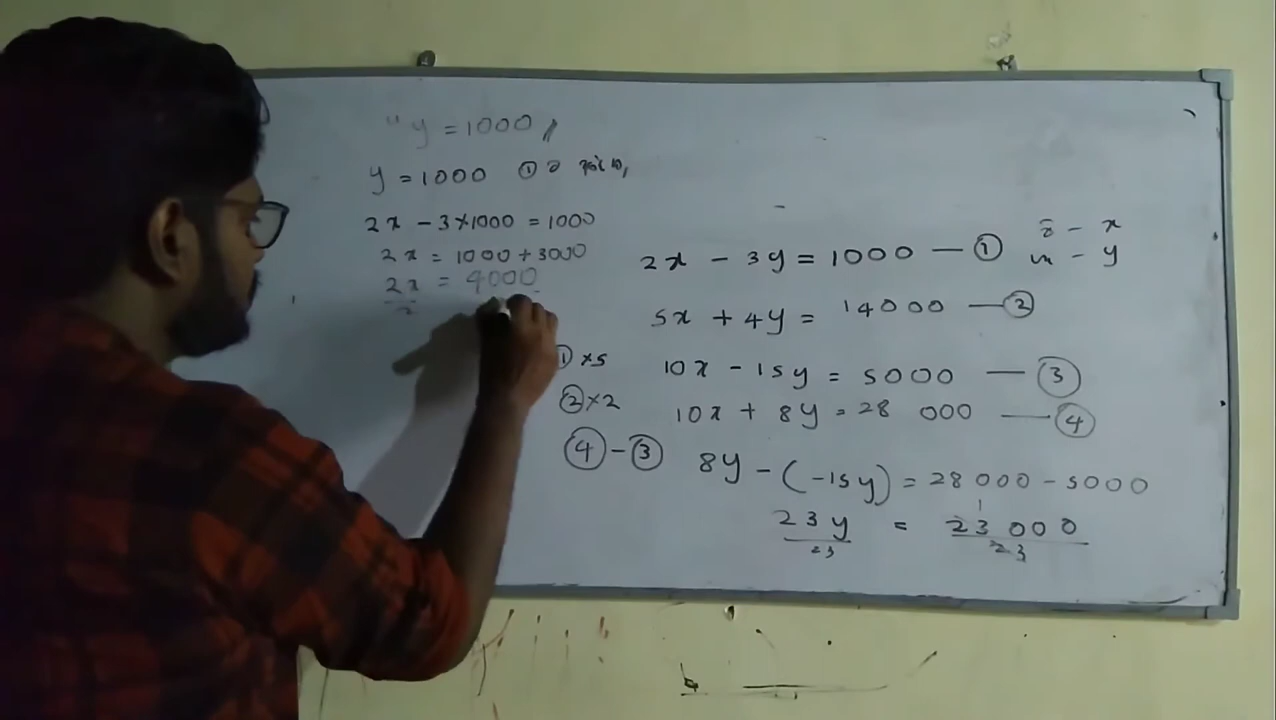 y = 1000 //
y = 1000 ①
2x - 3×1000 = 1000
2x = 1000 + 3000
2x = 4000
2
2x - 3y = 1000 — ①
5x + 4y = 14000 — ②
- x
- y
① ×5 10x - 15y = 5000 — ③
② ×2 10x + 8y = 28 000 — ④
④ - ③ 8y - (-15y) = 28000 - 5000
1
23y = 23 000
23 23